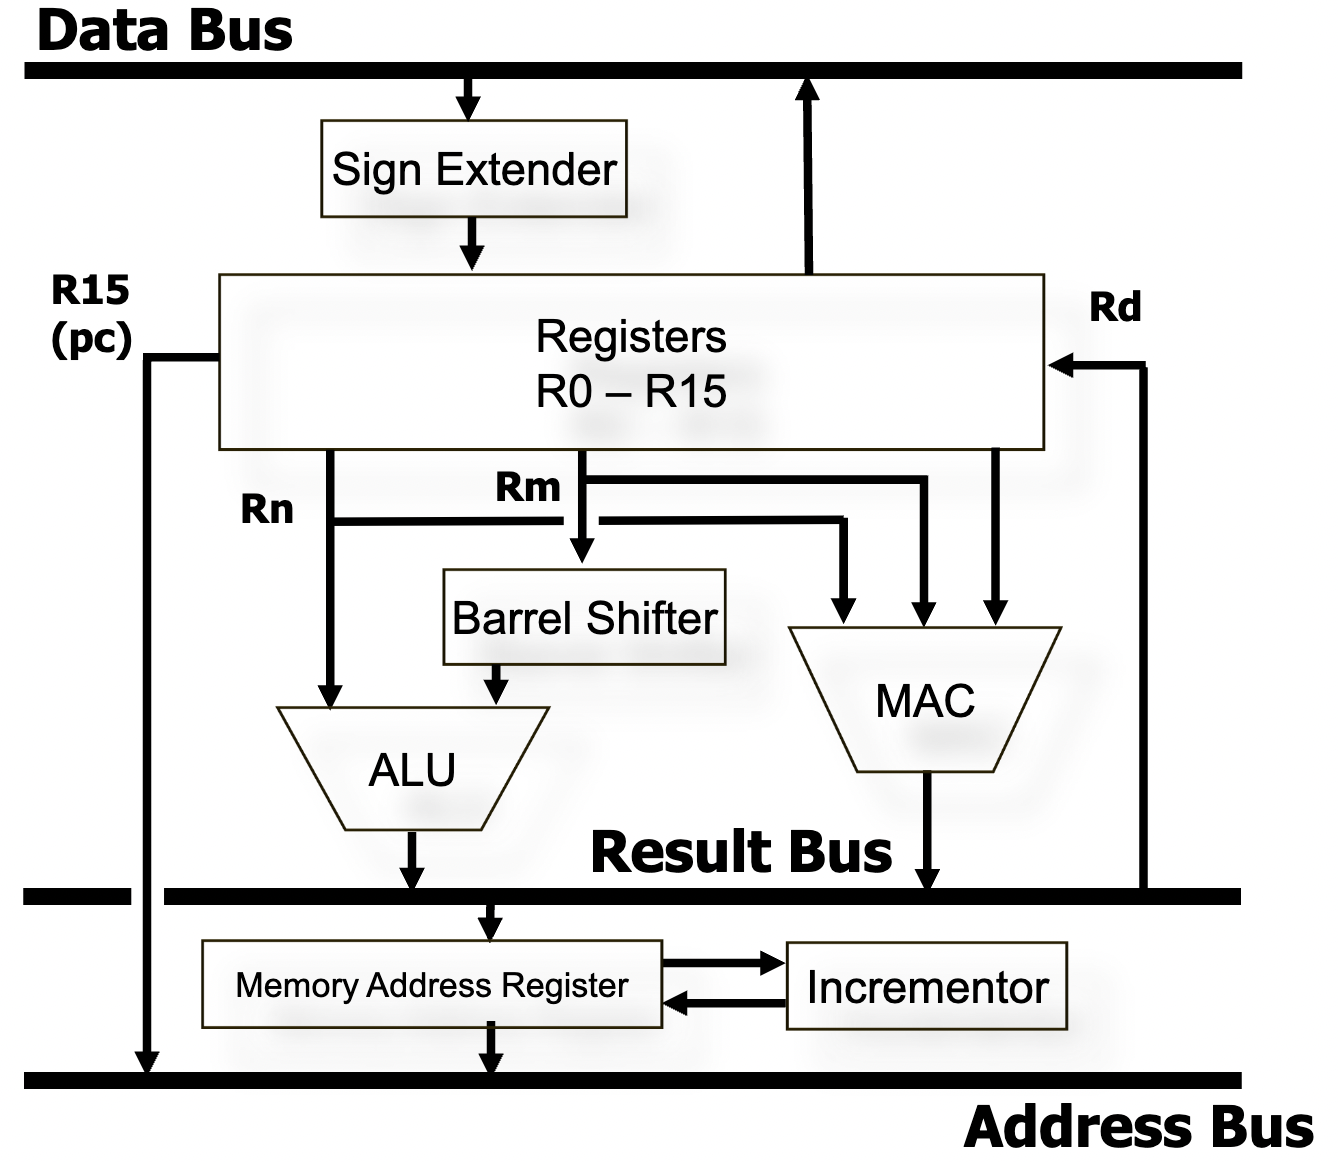 Data Bus
Sign Extender
R15
(pc)
Rd
Registers
R0 – R15
Rn
Rm
Barrel Shifter
MAC
ALU
Result Bus
Memory Address Register
Incrementor
Address Bus